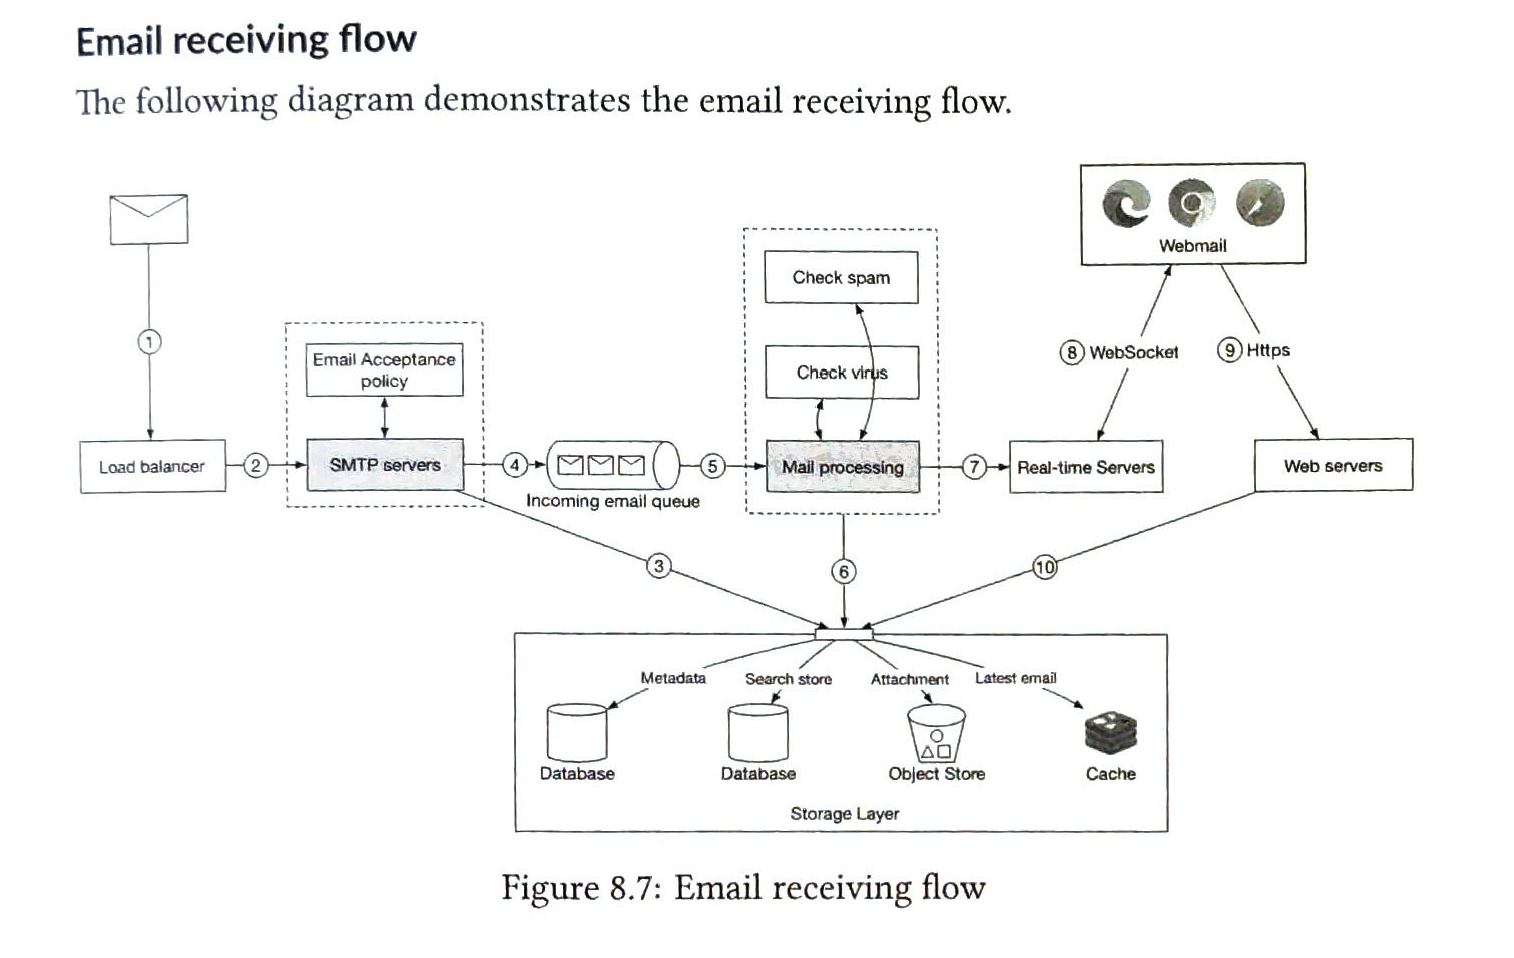 Email receiving flow
The following diagram demonstrates the email receiving flow.
Webmail
Check spam
Check virus
Email Acceptance
policy
1
8 WebSocket
9 Https
Load balancer
2
SMTP servers
4
5
Mail processing
7
Real-time Servers
Web servers
Incoming email queue
3
6
10
Metadata
Search store
Attachment
Latest email
Database
Database
Object Store
Cache
Storage Layer
Figure 8.7: Email receiving flow